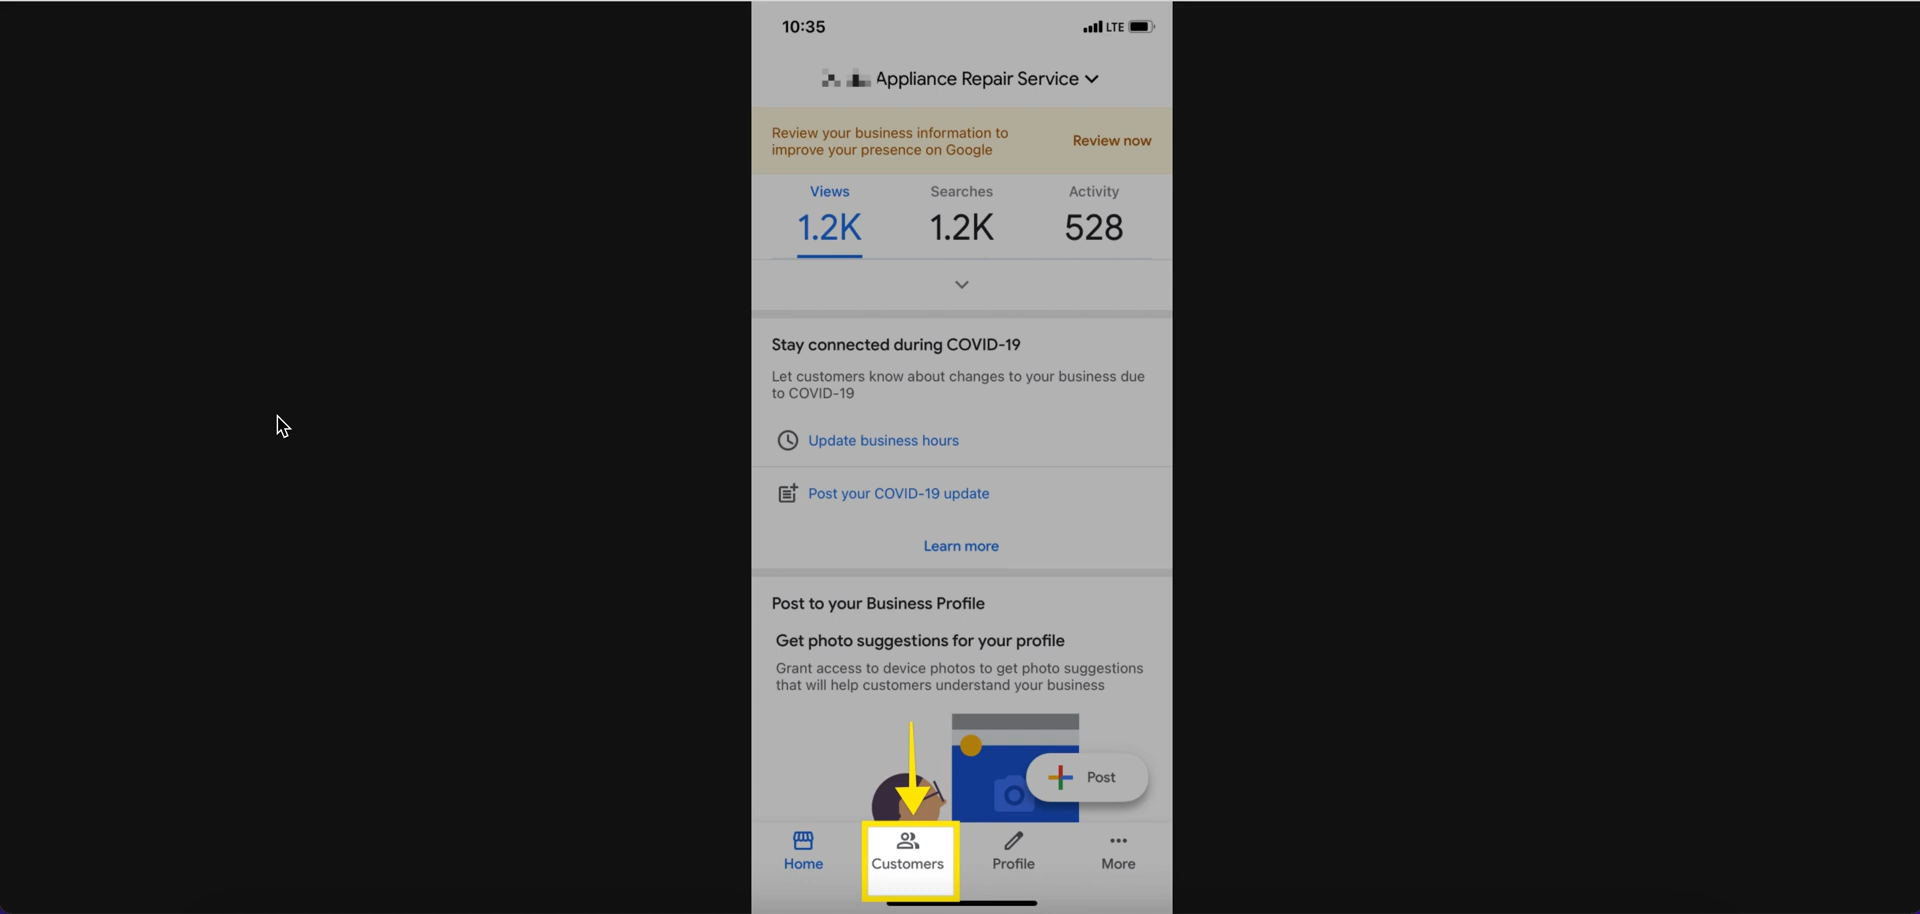 10:35
LTE
Appliance Repair Service
Review your business information to
improve your presence on Google
Review now
Views
Searches
Activity
1.2K
1.2K
528
Stay connected during COVID-19
Let customers know about changes to your business due
to COVID-19
Update business hours
Post your COVID-19 update
Learn more
Post to your Business Profile
Get photo suggestions for your profile
Grant access to device photos to get photo suggestions
that will help customers understand your business
Post
Home
Customers
Profile
More